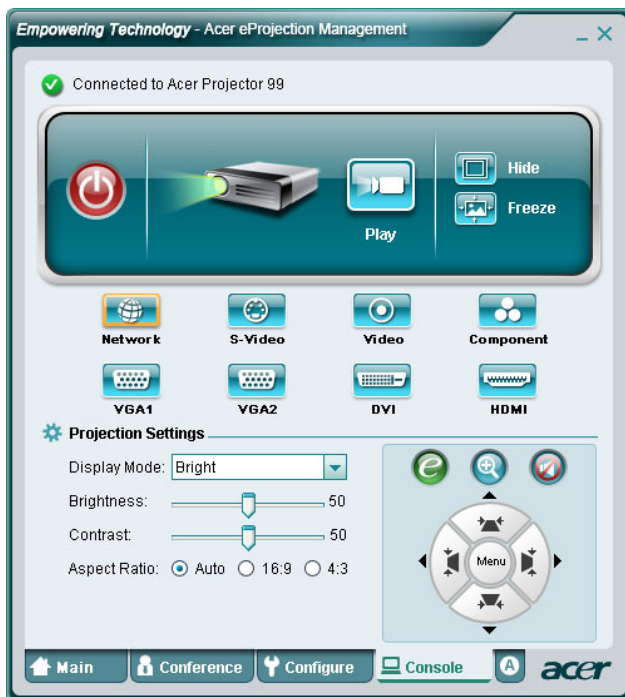 Empowering Technology - Acer eProjection Management
Connected to Acer Projector 99
Hide
Freeze
Play
Network S-Video Video Component
VGA1 VGA2 DVI HDMI
Projection Settings
Display Mode: Bright
Brightness: 50
Contrast: 50
Aspect Ratio: Auto 16:9 4:3
e
Menu
Main Conference Configure Console A acer